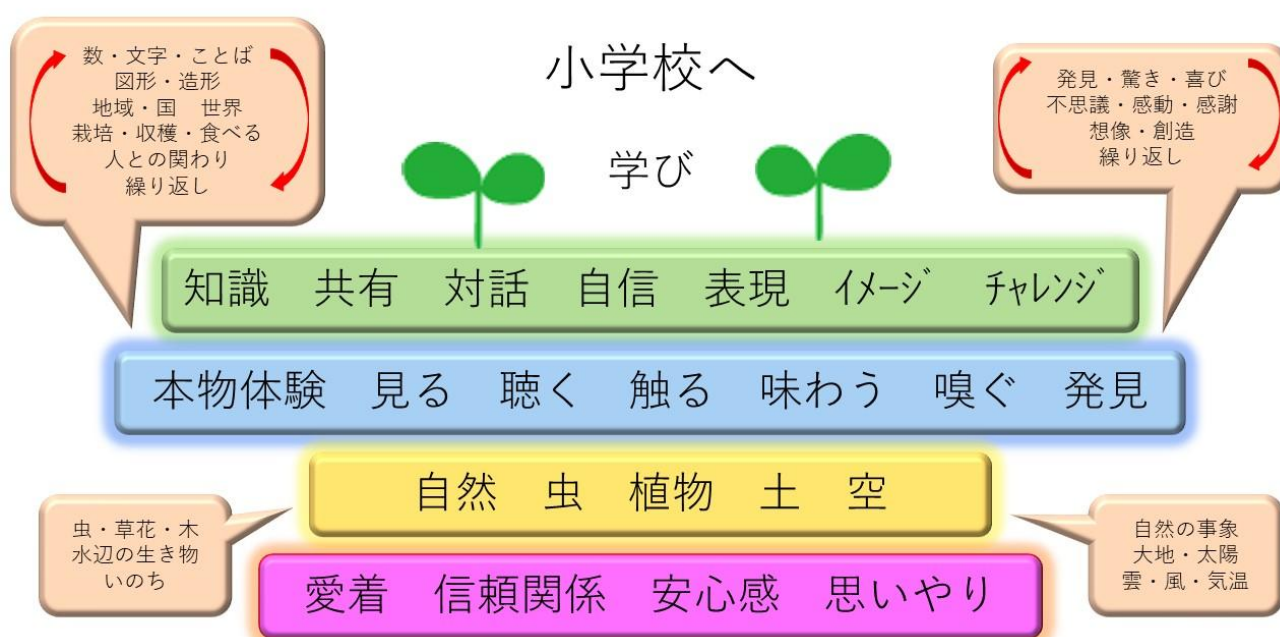 数・文字・ことば
図形・造形
地域・国　世界
栽培・収穫・食べる
人との関わり
繰り返し
小学校へ
学び
発見・驚き・喜び
不思議・感動・感謝
想像・創造
繰り返し
知識　共有　対話　自信　表現　ｲﾒｰｼﾞ　ﾁｬﾚﾝｼﾞ
本物体験　見る　聴く　触る　味わう　嗅ぐ　発見
自然　虫　植物　土　空
虫・草花・木
水辺の生き物
いのち
自然の事象
大地・太陽
雲・風・気温
愛着　信頼関係　安心感　思いやり